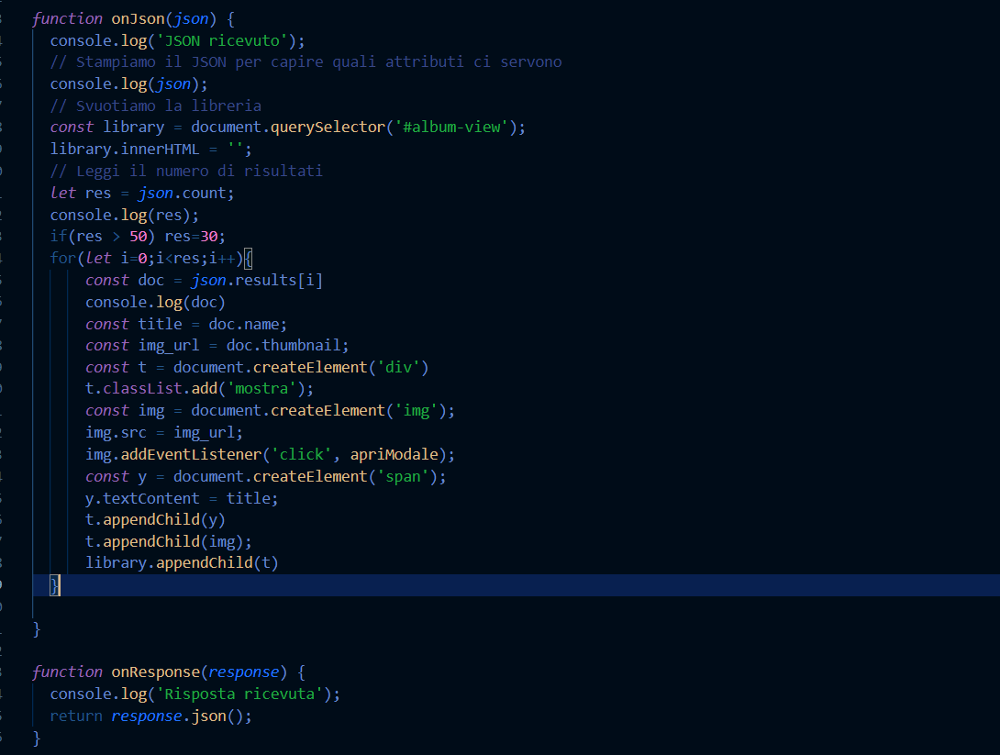 function onJson(json) {
  console.log('JSON ricevuto');
  // Stampiamo il JSON per capire quali attributi ci servono
  console.log(json);
  // Svuotiamo la libreria
  const library = document.querySelector('#album-view');
  library.innerHTML = '';
  // Leggi il numero di risultati
  let res = json.count;
  console.log(res);
  if(res > 50) res=30;
  for(let i=0;i<res;i++){
      const doc = json.results[i]
      console.log(doc)
      const title = doc.name;
      const img_url = doc.thumbnail;
      const t = document.createElement('div')
      t.classList.add('mostra');
      const img = document.createElement('img');
      img.src = img_url;
      img.addEventListener('click', apriModale);
      const y = document.createElement('span');
      y.textContent = title;
      t.appendChild(y)
      t.appendChild(img);
      library.appendChild(t)
  }
}
function onResponse(response) {
  console.log('Risposta ricevuta');
  return response.json();
}